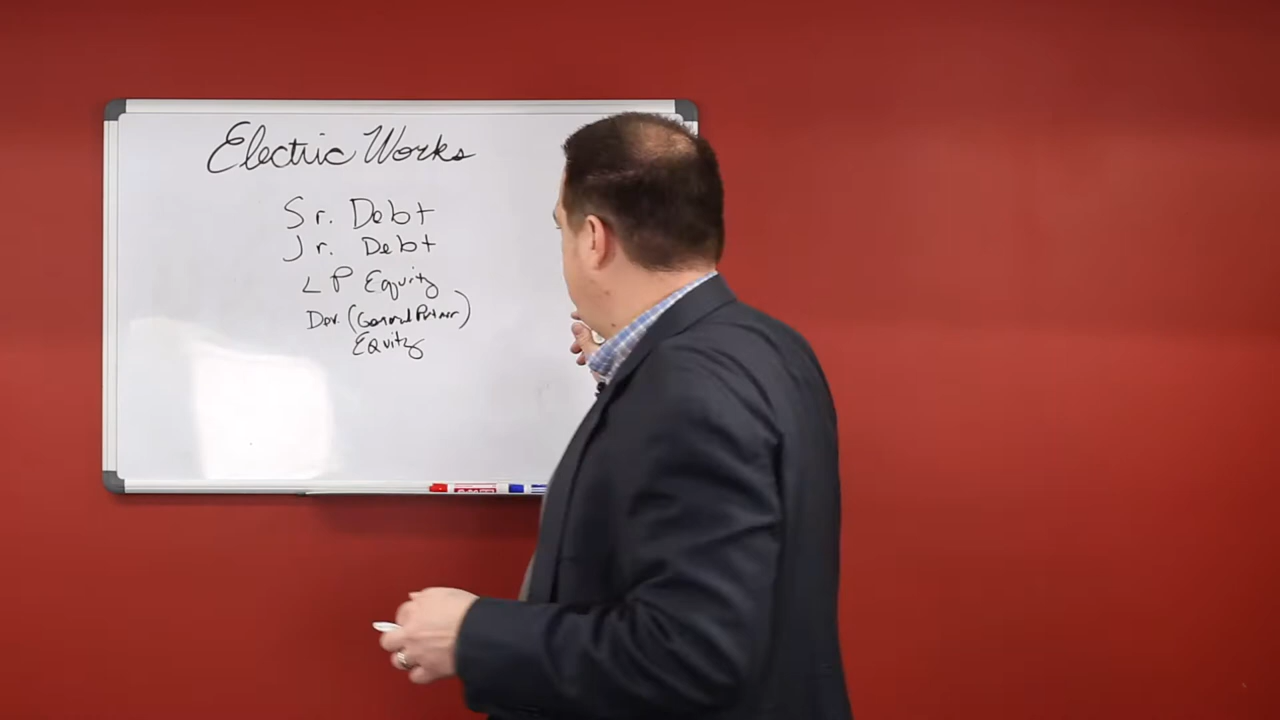 Electric Works
Sr. Debt
Jr. Debt
LP Equity
Dev. (General Partner)
Equity